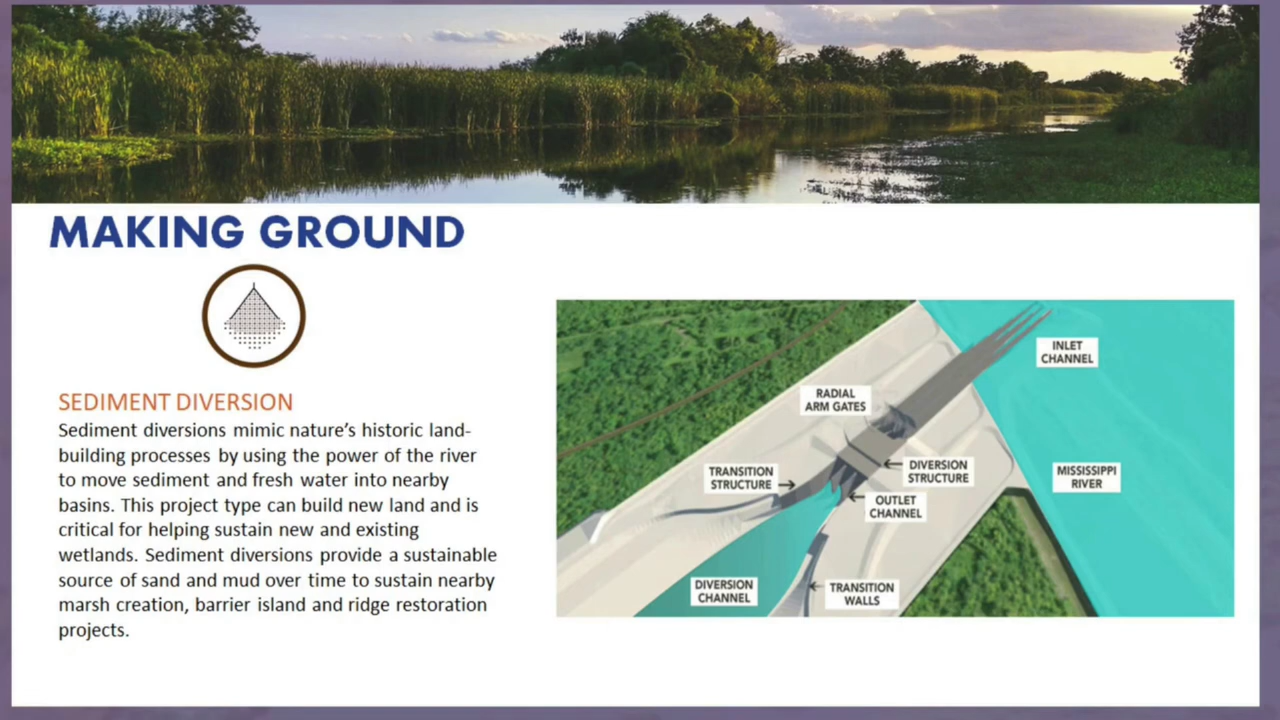 MAKING GROUND
SEDIMENT DIVERSION
Sediment diversions mimic nature's historic land-
building processes by using the power of the river
to move sediment and fresh water into nearby
basins. This project type can build new land and is
critical for helping sustain new and existing
wetlands. Sediment diversions provide a sustainable
source of sand and mud over time to sustain nearby
marsh creation, barrier island and ridge restoration
projects.
INLET
CHANNEL
RADIAL
ARM GATES
TRANSITION
STRUCTURE
DIVERSION
STRUCTURE
MISSISSIPPI
RIVER
OUTLET
CHANNEL
DIVERSION
CHANNEL
TRANSITION
WALLS